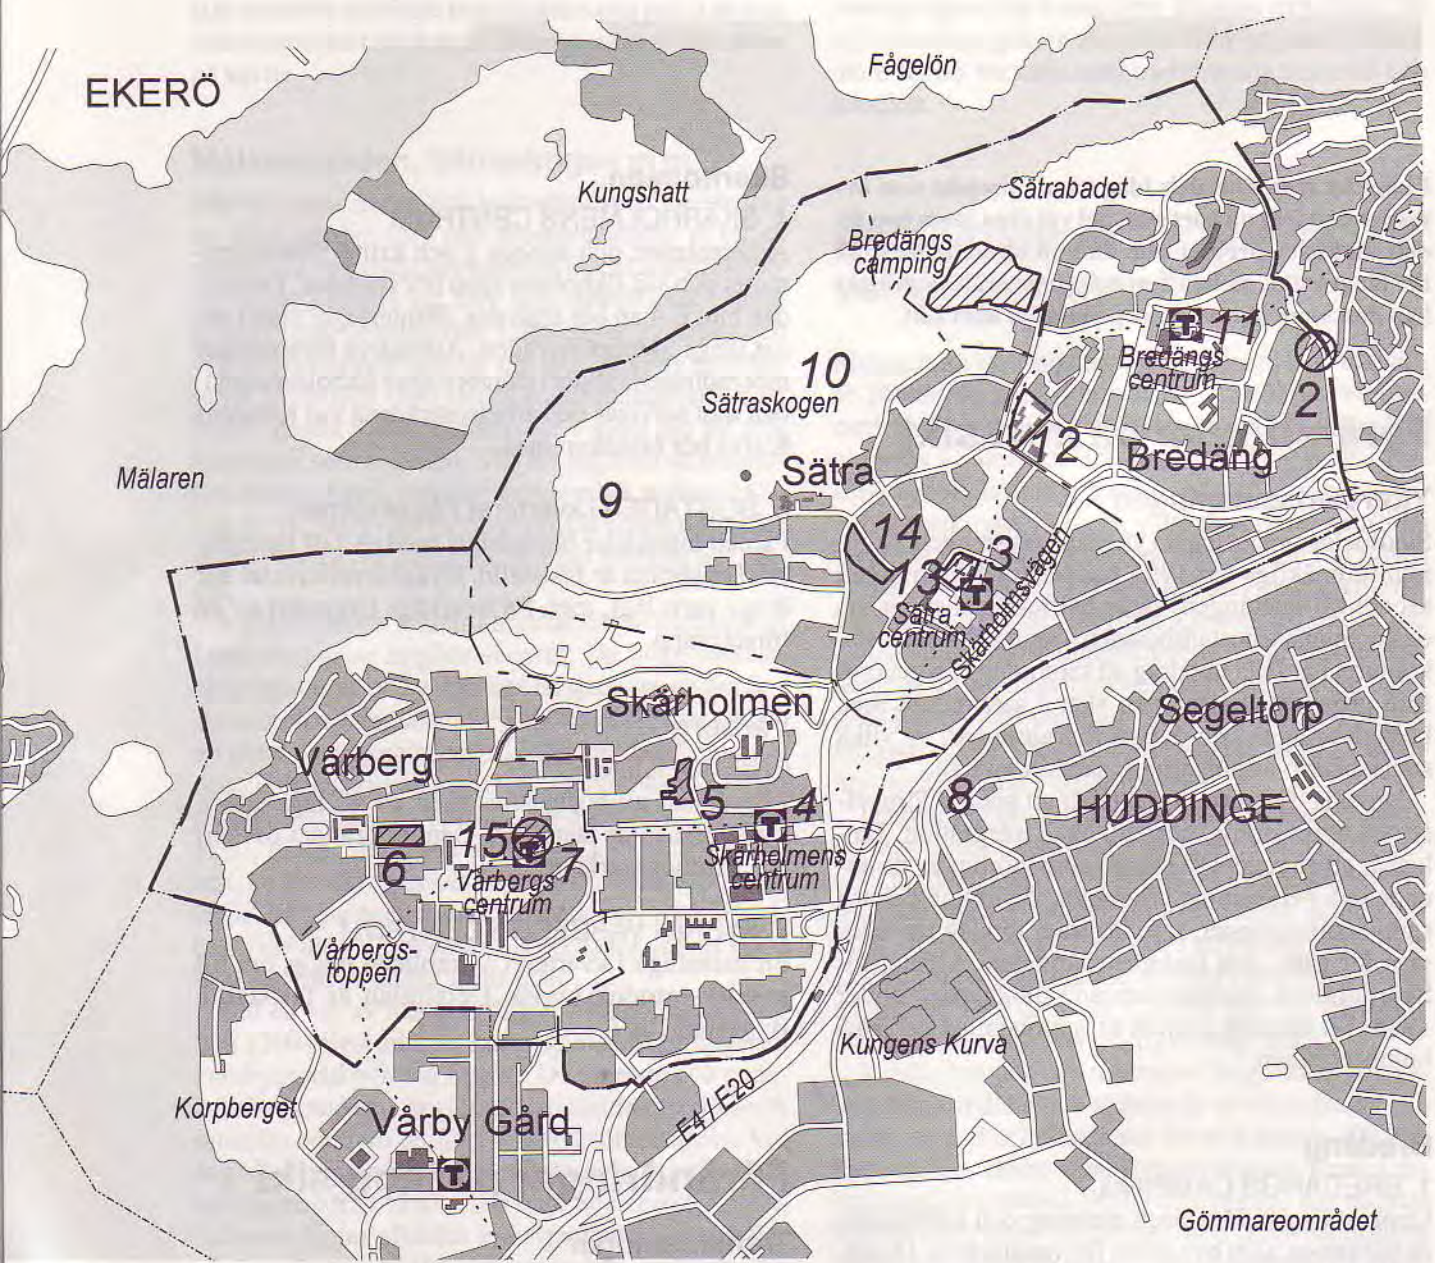 EKERÖ
Fågelön
Kungshatt
Sätrabadet
Bredängs
camping
1
T
11
Bredängs
centrum
2
10
Sätraskogen
12
Bredäng
Mälaren
Sätra
9
14
3
13
T
Sätra
centrum
Skärholmsvägen
Skärholmen
Segeltorp
Vårberg
8
HUDDINGE
5
4
T
Skärholmens
centrum
6
15
T
7
Vårbergs
centrum
Vårbergs-
toppen
Kungens Kurva
Korpberget
Vårby Gård
E4 / E20
T
Gömmareområdet